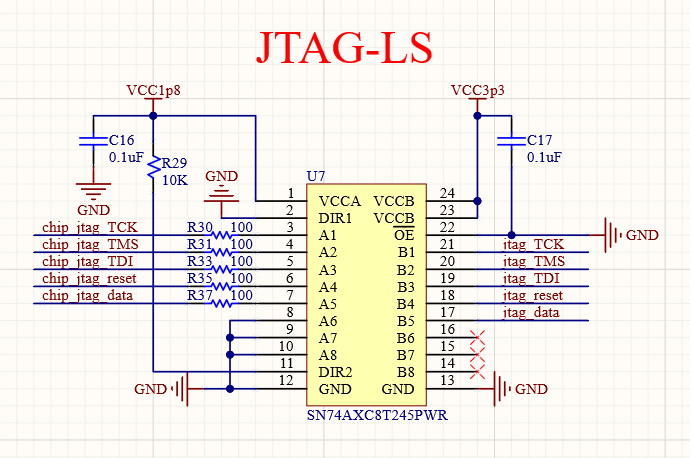 JTAG-LS
VCC1p8
VCC3p3
C16
0.1uF
R29
10K
C17
0.1uF
GND
GND
U7
1 VCCA VCCB 24
2 DIR1 VCCB 23
chip_jtag_TCK R30 100 3 A1 OE 22 GND
chip_jtag_TMS R31 100 4 A2 B1 21 jtag_TCK
chip_jtag_TDI R33 100 5 A3 B2 20 jtag_TMS
chip_jtag_reset R35 100 6 A4 B3 19 jtag_TDI
chip_jtag_data R37 100 7 A5 B4 18 jtag_reset
8 A6 B5 17 jtag_data
9 A7 B6 16
10 A8 B7 15
11 DIR2 B8 14
GND 12 GND GND 13 GND
SN74AXC8T245PWR